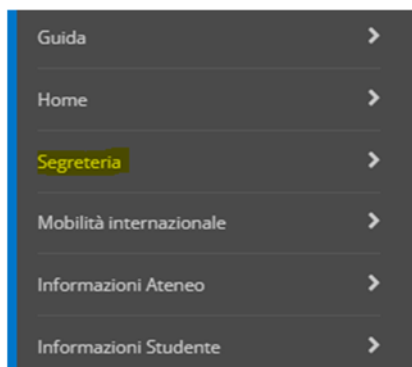 Guida
Home
Segreteria
Mobilità internazionale
Informazioni Ateneo
Informazioni Studente